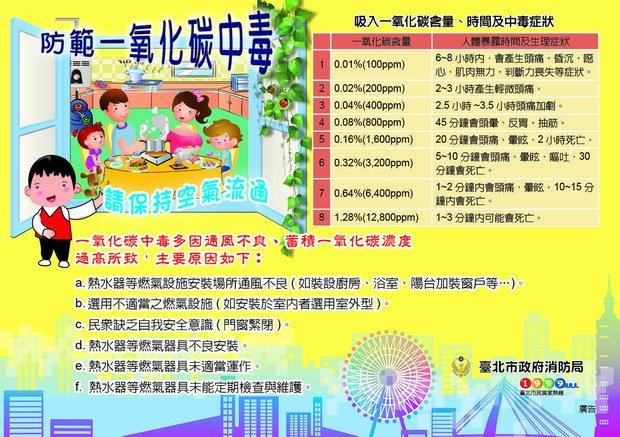 防範一氧化碳中毒
請保持空氣流通
吸入一氧化碳含量、時間及中毒症狀
一氧化碳含量 人體暴露時間及生理症狀
1 0.01%(100ppm) 6~8 小時內,會產生頭痛、昏沉、噁
心、肌肉無力、判斷力喪失等症狀。
2 0.02%(200ppm) 2~3 小時產生輕微頭痛。
3 0.04%(400ppm) 2.5 小時 ~3.5 小時頭痛加劇。
4 0.08%(800ppm) 45 分鐘會頭暈、反胃、抽筋。
5 0.16%(1,600ppm) 20 分鐘會頭痛、暈眩,2 小時死亡。
6 0.32%(3,200ppm) 5~10 分鐘會頭痛、暈眩、嘔吐,30
分鐘會死亡。
7 0.64%(6,400ppm) 1~2 分鐘內會頭痛、暈眩,10~15 分
鐘內會死亡。
8 1.28%(12,800ppm) 1~3 分鐘內可能會死亡。
一氧化碳中毒多因通風不良、蓄積一氧化碳濃度
過高所致,主要原因如下:
a. 熱水器等燃氣設施安裝場所通風不良 ( 如裝設廚房、浴室、陽台加裝窗戶等…)。
b. 選用不適當之燃氣設施 ( 如安裝於室內者選用室外型 )。
c. 民眾缺乏自我安全意識 ( 門窗緊閉 )。
d. 熱水器等燃氣器具不良安裝。
e. 熱水器等燃氣器具未適當運作。
f. 熱水器等燃氣器具未能定期檢查與維護。
臺北市政府消防局
1999
臺北市民當家熱線
廣告